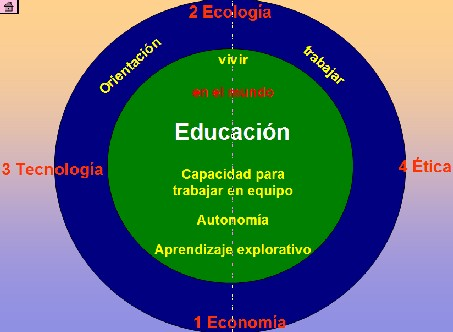 2 Ecología
Orientación
trabajar
vivir
en el mundo
Educación
3 Tecnología
4 Ética
Capacidad para
trabajar en equipo
Autonomía
Aprendizaje explorativo
1 Economía